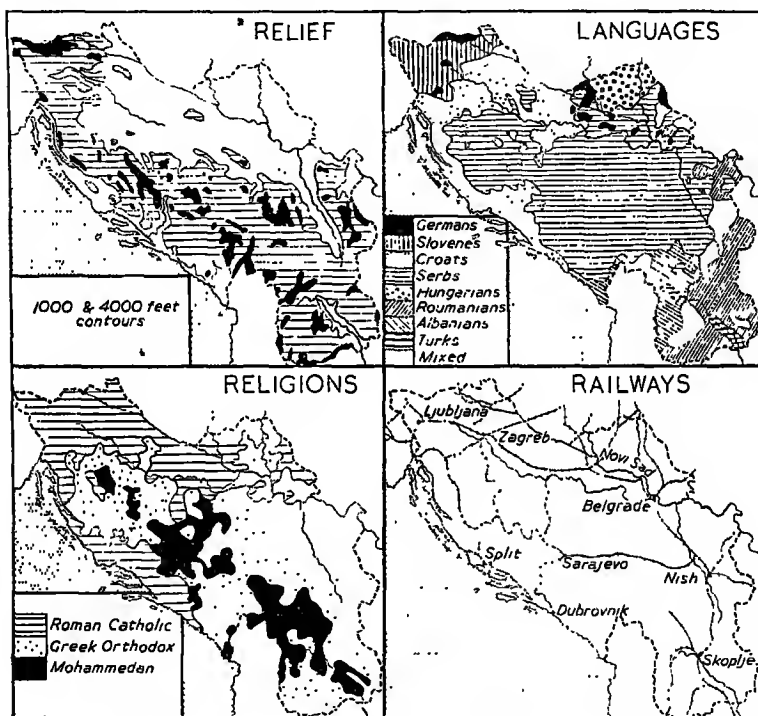 RELIEF
1000 & 4000 feet
contours
LANGUAGES
Germans
Slovenes
Croats
Serbs
Hungarians
Roumanians
Albanians
Turks
Mixed
RELIGIONS
Roman Catholic
Greek Orthodox
Mohammedan
RAILWAYS
Ljubljana
Zagreb
Novi Sad
Belgrade
Split
Sarajevo
Nish
Dubrovnik
Skoplje